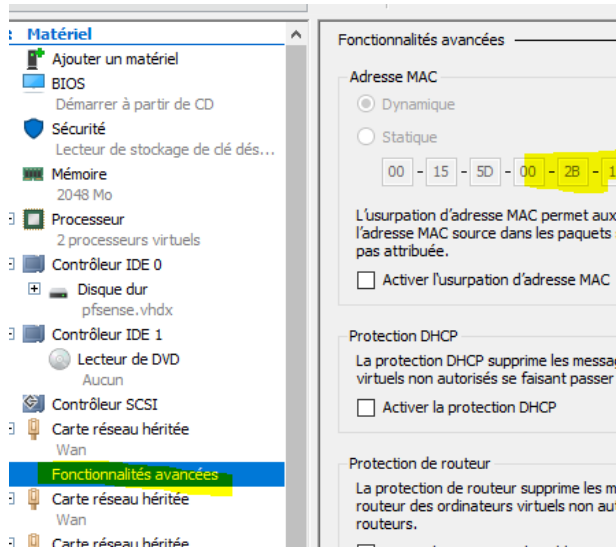 Matériel
Ajouter un matériel
BIOS
Démarrer à partir de CD
Sécurité
Lecteur de stockage de clé dés...
Mémoire
2048 Mo
Processeur
2 processeurs virtuels
Contrôleur IDE 0
Disque dur
pfsense.vhdx
Contrôleur IDE 1
Lecteur de DVD
Aucun
Contrôleur SCSI
Carte réseau héritée
Wan
Fonctionnalités avancées
Carte réseau héritée
Wan
Carte réseau héritée
Fonctionnalités avancées
Adresse MAC
Dynamique
Statique
00 - 15 - 5D - 00 - 2B - 1
L'usurpation d'adresse MAC permet aux
l'adresse MAC source dans les paquets
pas attribuée.
Activer l'usurpation d'adresse MAC
Protection DHCP
La protection DHCP supprime les messa
virtuels non autorisés se faisant passer
Activer la protection DHCP
Protection de routeur
La protection de routeur supprime les m
routeur des ordinateurs virtuels non au
routeurs.